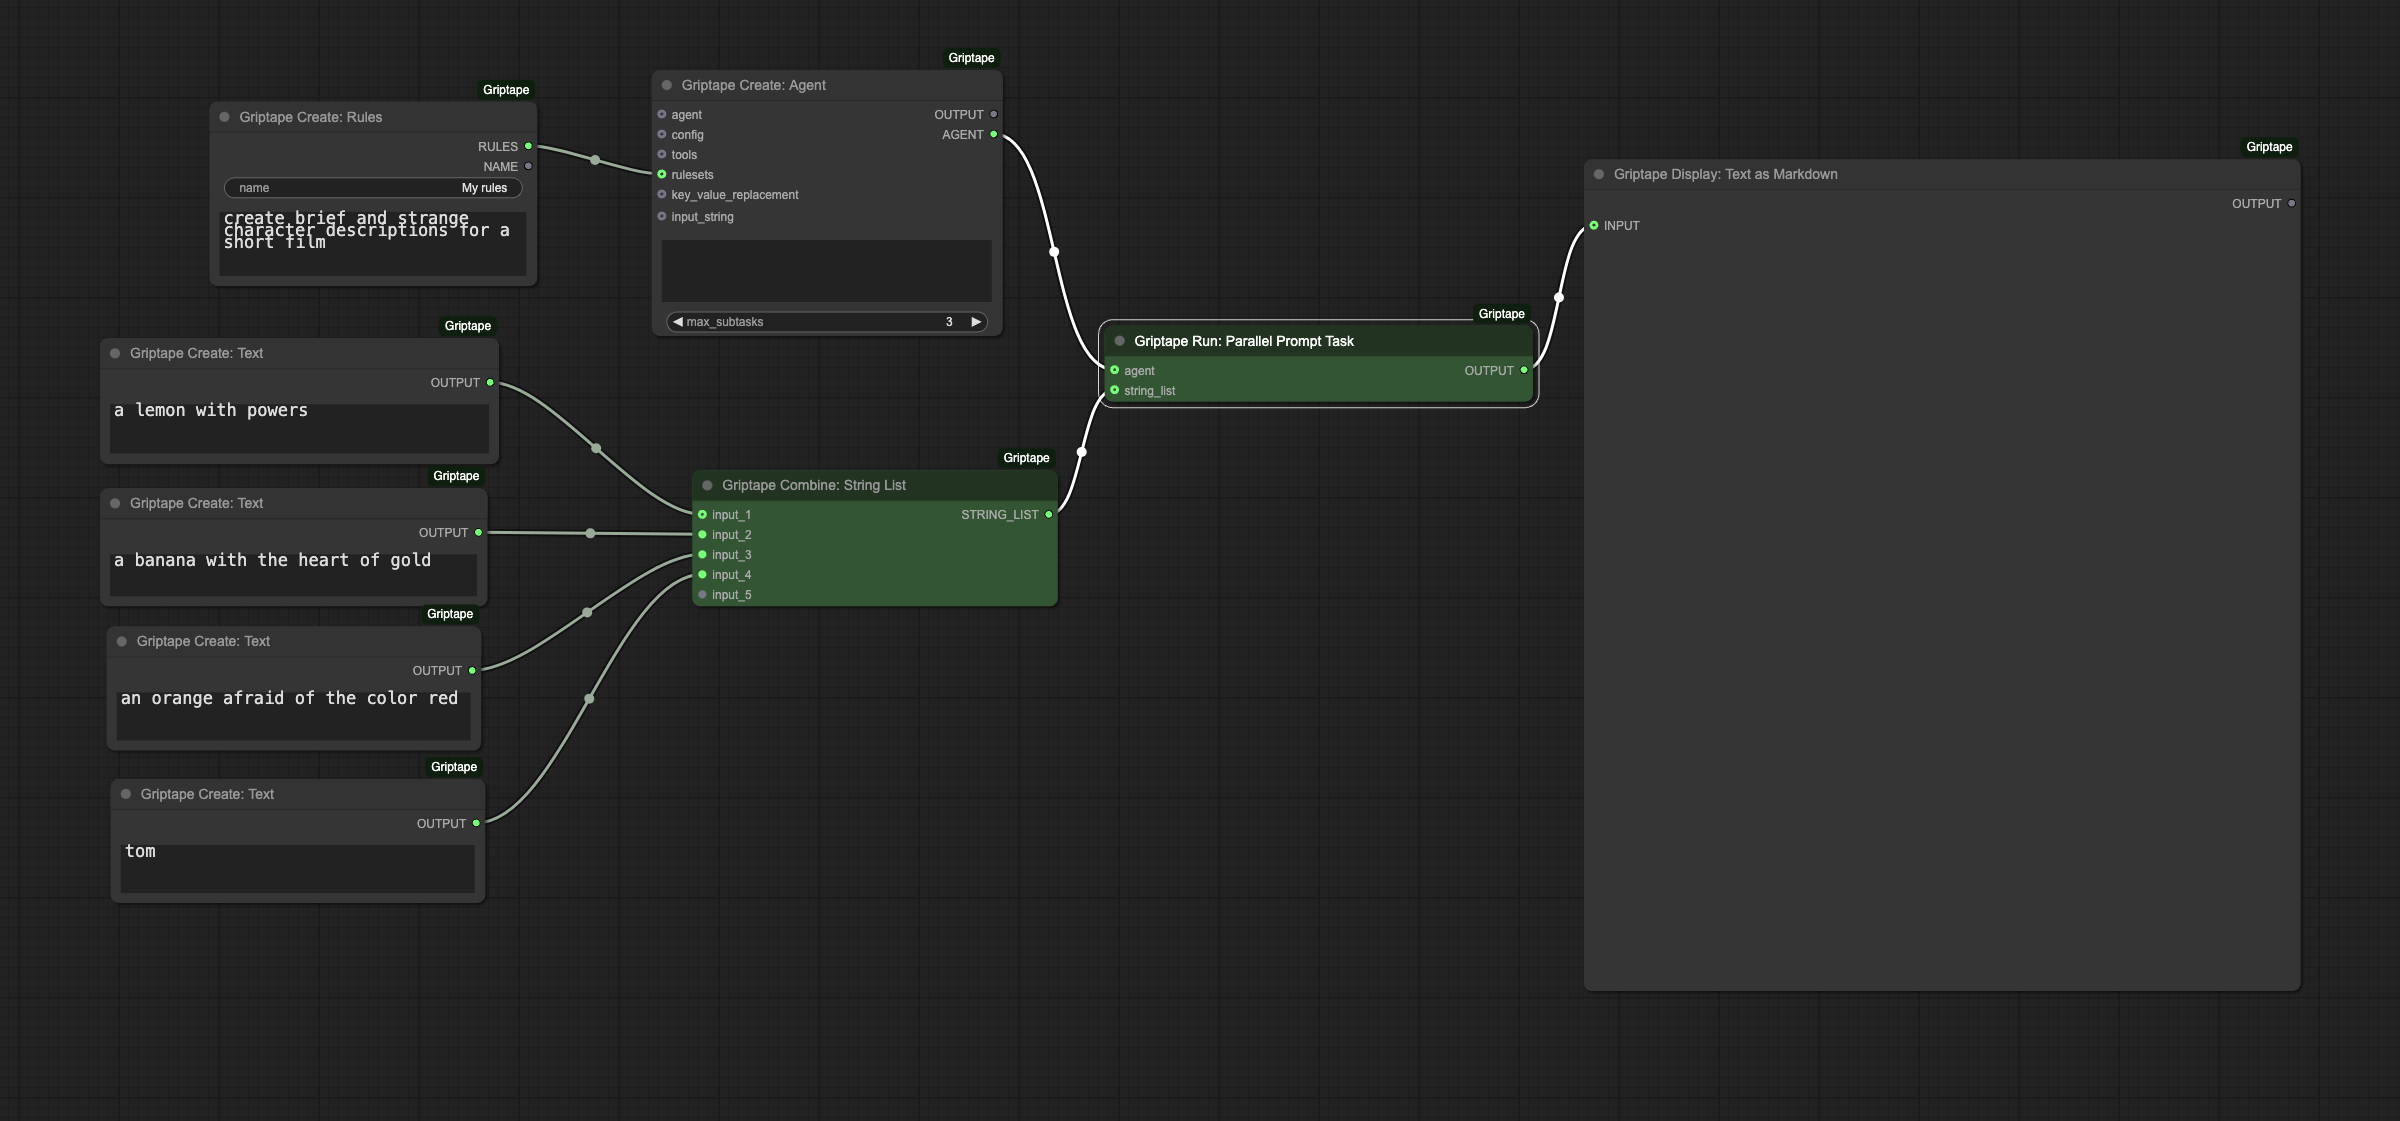 Griptape
Griptape Create: Rules
RULES
NAME
name My rules
create brief and strange
character descriptions for a
short film
Griptape
Griptape Create: Agent
agent OUTPUT
config AGENT
tools
rulesets
key_value_replacement
input_string
max_subtasks 3
Griptape
Griptape Create: Text
OUTPUT
a lemon with powers
Griptape
Griptape Create: Text
OUTPUT
a banana with the heart of gold
Griptape
Griptape Create: Text
OUTPUT
an orange afraid of the color red
Griptape
Griptape Create: Text
OUTPUT
tom
Griptape
Griptape Combine: String List
input_1 STRING_LIST
input_2
input_3
input_4
input_5
Griptape
Griptape Run: Parallel Prompt Task
agent OUTPUT
string_list
Griptape
Griptape Display: Text as Markdown
OUTPUT
INPUT